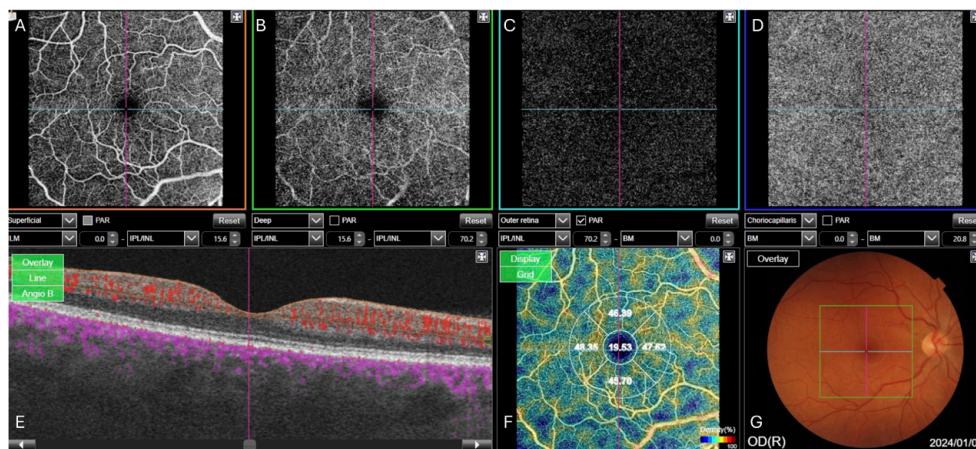 A
B
C
D
Superficial
PAR
Reset
ILM
0.0
-
IPL/INL
15.6
Deep
PAR
Reset
IPL/INL
15.6
-
IPL/INL
70.2
Outer retina
PAR
Reset
IPL/INL
70.2
-
BM
0.0
Choriocapillaris
PAR
Reset
BM
0.0
-
BM
20.8
Overlay
Line
Angio B
E
Display
Grid
46.39
48.35 19.53 47.62
45.70
Density(%)
100
F
Overlay
G
OD(R)
2024/01/0